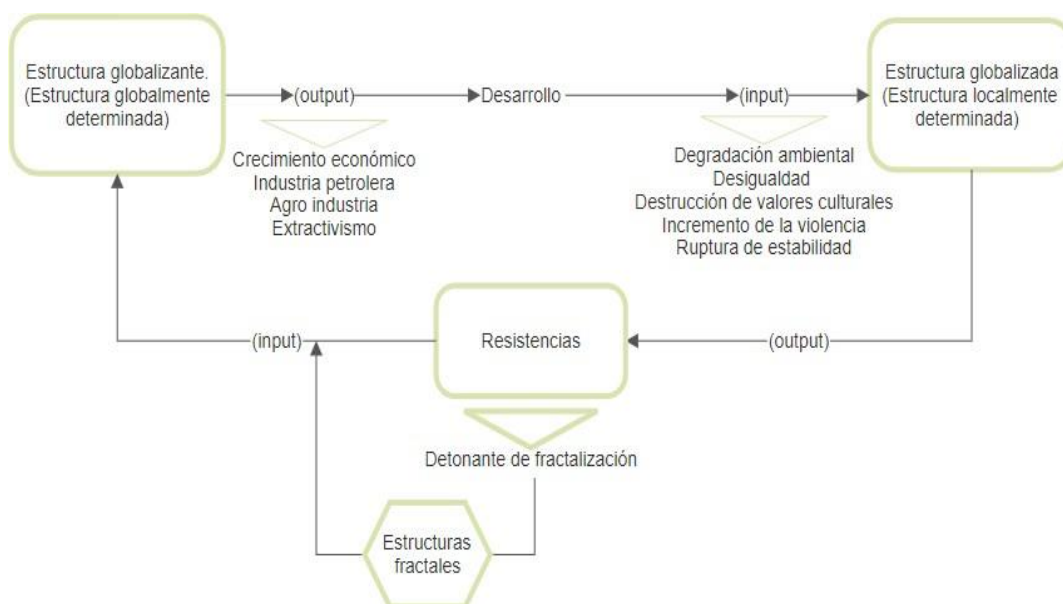 Estructura globalizante.
(Estructura globalmente
determinada)
(output)
Desarrollo
(input)
Estructura globalizada
(Estructura localmente
determinada)
Crecimiento económico
Industria petrolera
Agro industria
Extractivismo
Degradación ambiental
Desigualdad
Destrucción de valores culturales
Incremento de la violencia
Ruptura de estabilidad
(input)
Resistencias
(output)
Detonante de fractalización
Estructuras
fractales